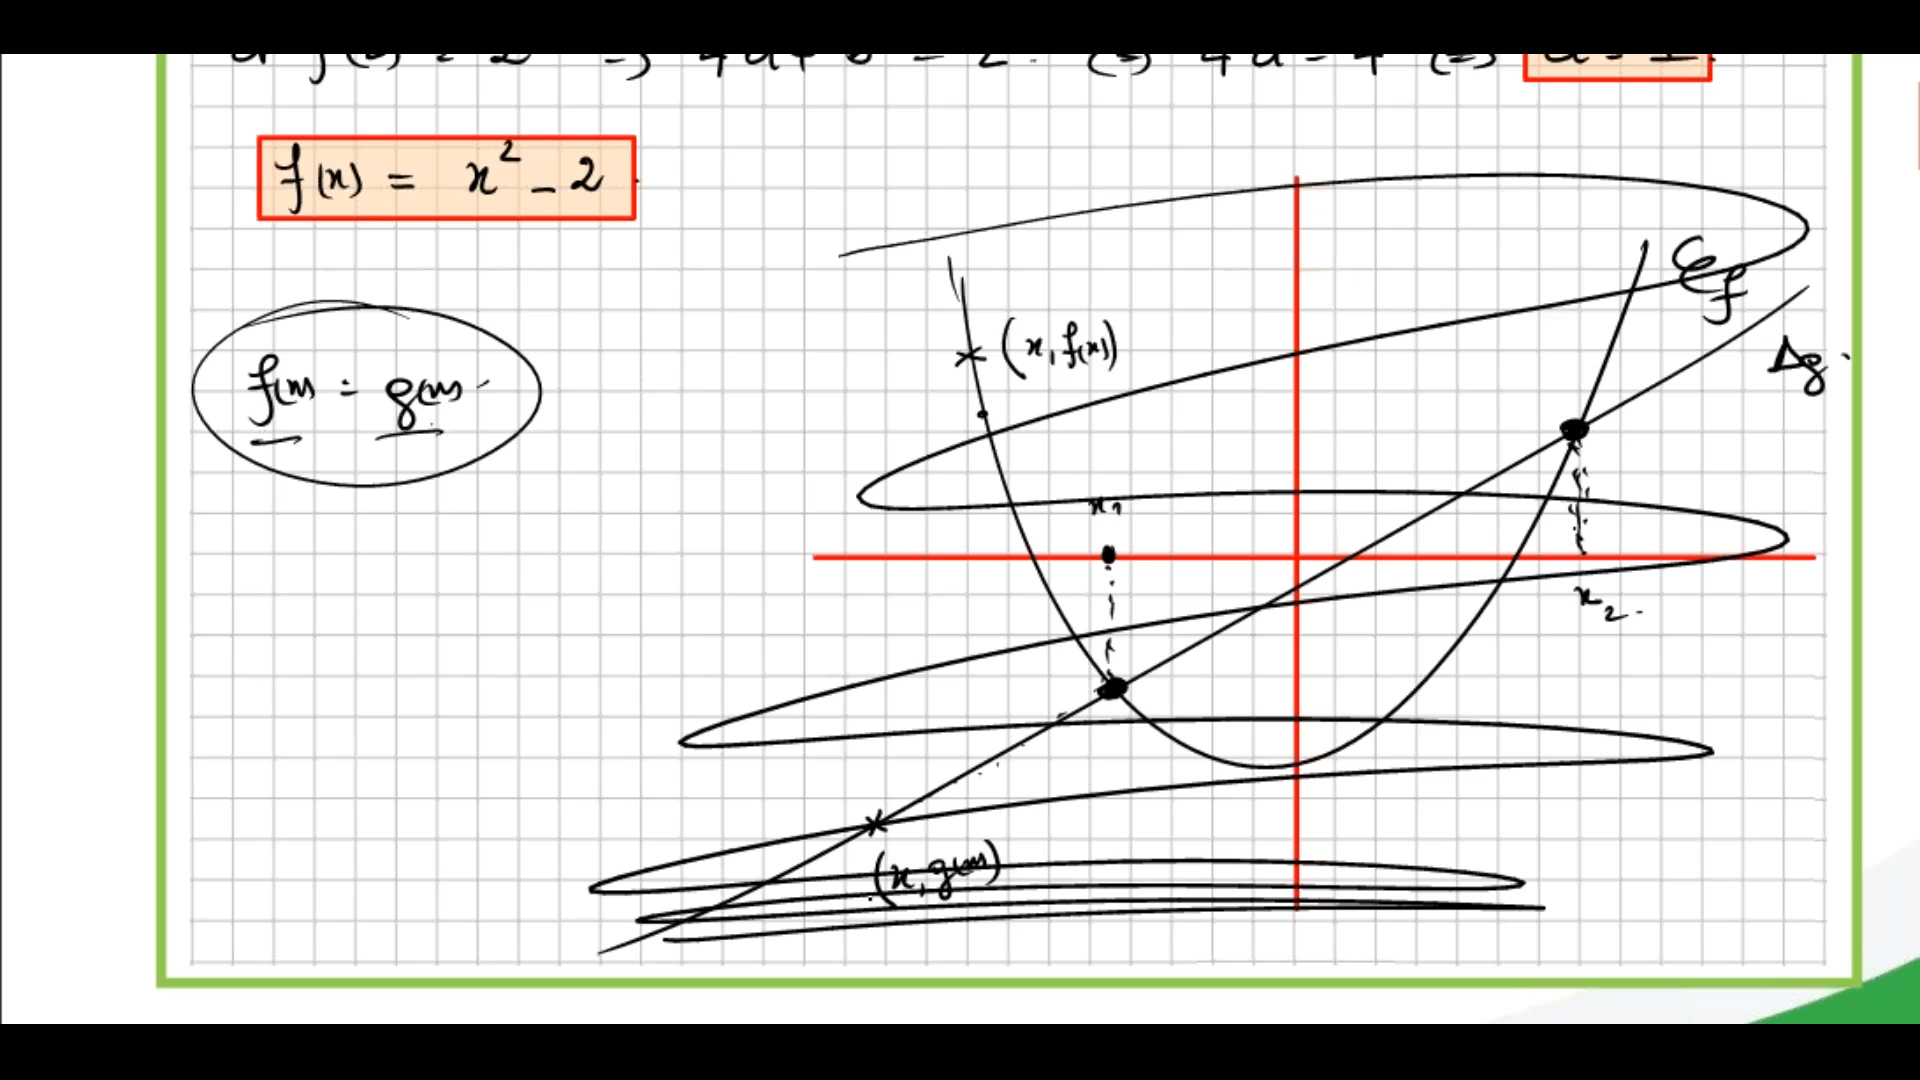 f(x) = x² - 2
f(x) = g(x)
(x, f(x))
𝒞f
Δg
x₁
x₂
(x, g(x))